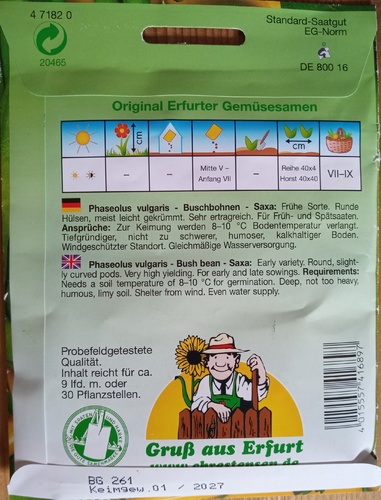 4 7182 0
20465
Standard-Saatgut
EG-Norm
DE 800 16
Original Erfurter Gemüsesamen
cm
cm
–
–
Mitte V –
Anfang VII
–
Reihe 40x4
Horst 40x40
VII–IX
Phaseolus vulgaris - Buschbohnen - Saxa: Frühe Sorte. Runde
Hülsen, meist leicht gekrümmt. Sehr ertragreich. Für Früh- und Spätsaaten.
Ansprüche: Zur Keimung werden 8–10 °C Bodentemperatur verlangt.
Tiefgründiger, nicht zu schwerer, humoser, kalkhaltiger Boden.
Windgeschützter Standort. Gleichmäßige Wasserversorgung.
Phaseolus vulgaris - Bush bean - Saxa: Early variety. Round, slight-
ly curved pods. Very high yielding. For early and late sowings. Requirements:
Needs a soil temperature of 8–10 °C for germination. Deep, not too heavy,
humous, limy soil. Shelter from wind. Even water supply.
Probefeldgetestete
Qualität.
Inhalt reicht für ca.
9 lfd. m. oder
30 Pflanzstellen.
4 015557 416897
Gruß aus Erfurt
BG 261
Keimgew.01 / 2027